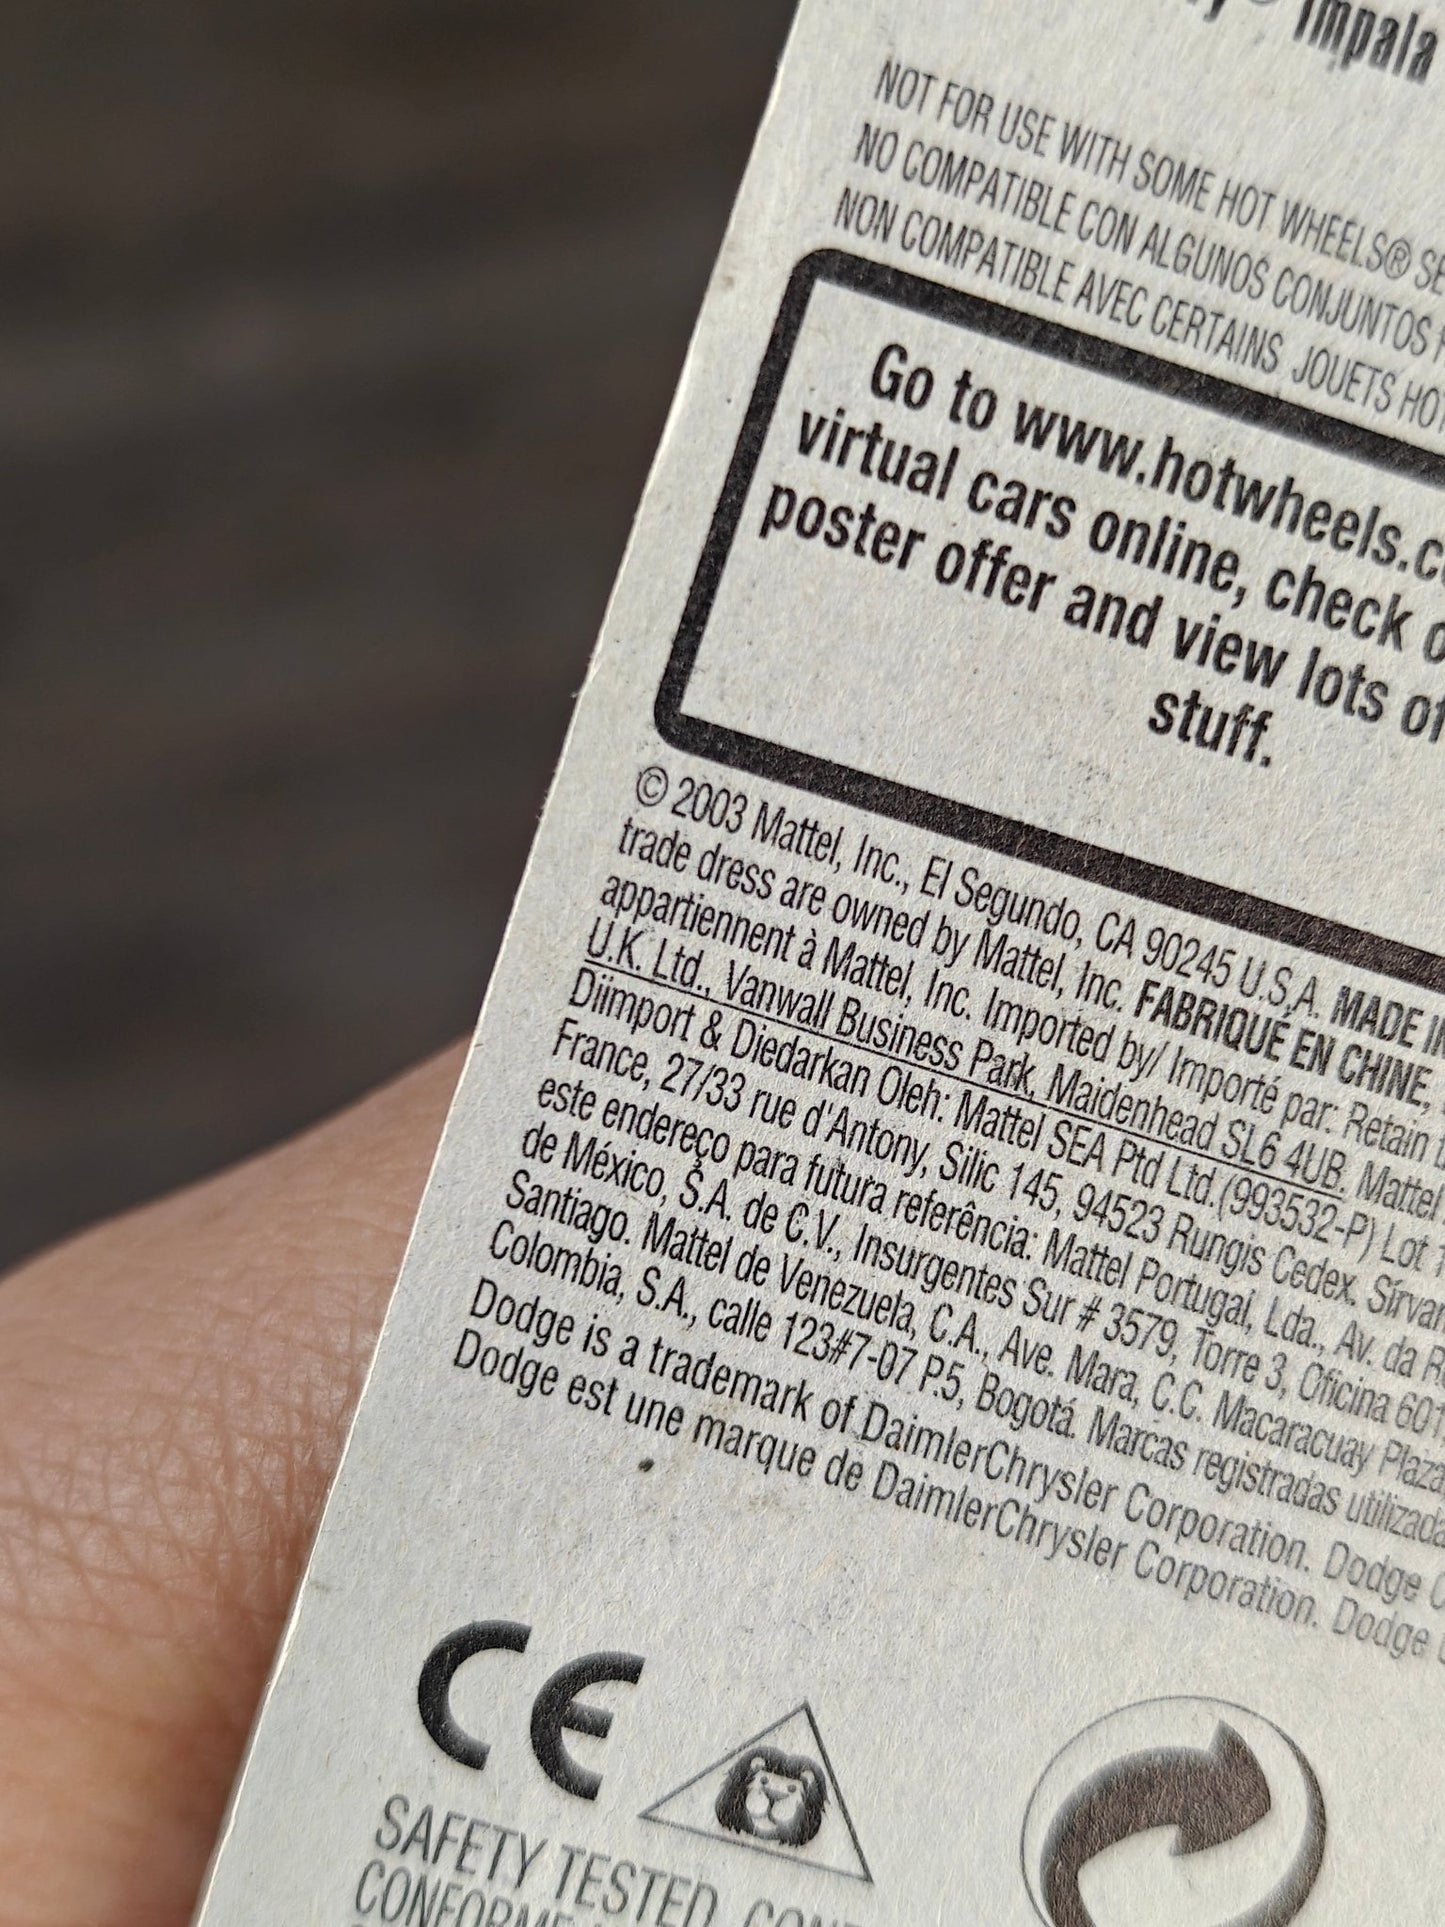 Impala
NOT FOR USE WITH SOME HOT WHEELS®
NO COMPATIBLE CON ALGUNOS CONJUNTOS
NON COMPATIBLE AVEC CERTAINS JOUETS
Go to www.hotwheels.c
virtual cars online, check
poster offer and view lots of
stuff.
© 2003 Mattel, Inc., El Segundo, CA 90245 U.S.A. MADE
trade dress are owned by Mattel, Inc. FABRIQUÉ EN CHINE,
appartiennent à Mattel, Inc. Imported by/ Importé par: Retain
U.K. Ltd., Vanwall Business Park, Maidenhead SL6 4UB. Mattel
Diimport & Diedarkan Oleh: Mattel SEA Ptd Ltd.(993532-P) Lot
France, 27/33 rue d'Antony, Silic 145, 94523 Rungis Cedex. Sírvan
este endereço para futura referência: Mattel Portugal, Lda., Av. da
de México, S.A. de C.V., Insurgentes Sur # 3579, Torre 3, Oficina 601,
Santiago. Mattel de Venezuela, C.A., Ave. Mara, C.C. Macaracuay Plaza,
Colombia, S.A., calle 123#7-07 P.5, Bogotá. Marcas registradas utilizada
Dodge is a trademark of DaimlerChrysler Corporation. Dodge
Dodge est une marque de DaimlerChrysler Corporation. Dodge
CE
SAFETY TESTED.
CONFORME